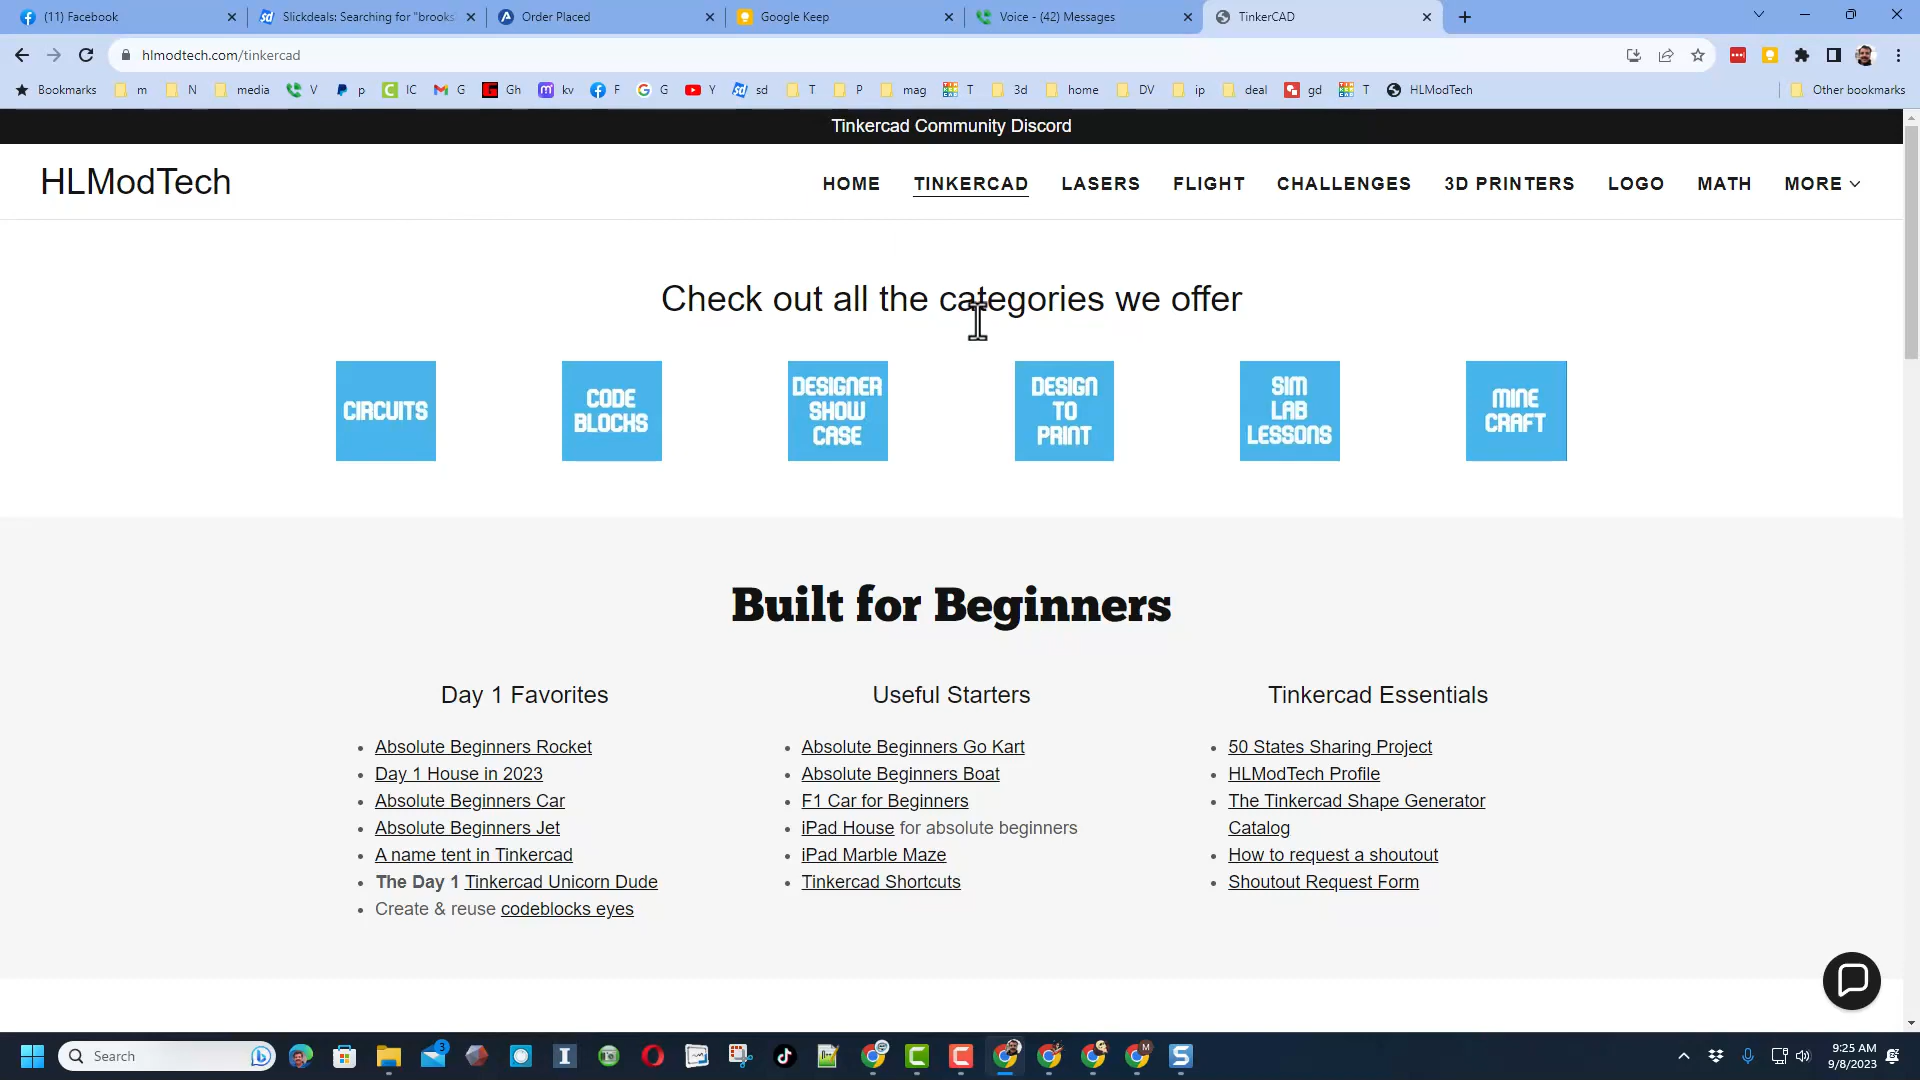 (11) Facebook
Slickdeals: Searching for "brooks
Order Placed
Google Keep
Voice - (42) Messages
TinkerCAD
hlmodtech.com/tinkercad
Bookmarks m N media V p IC G Gh kv F G Y sd T P mag T 3d home DV ip deal gd T HLModTech Other bookmarks
Tinkercad Community Discord
HLModTech
HOME TINKERCAD LASERS FLIGHT CHALLENGES 3D PRINTERS LOGO MATH MORE
Check out all the categories we offer
CIRCUITS
CODE
BLOCKS
DESIGNER
SHOW
CASE
DESIGN
TO
PRINT
SIM
LAB
LESSONS
MINE
CRAFT
Built for Beginners
Day 1 Favorites
Absolute Beginners Rocket
Day 1 House in 2023
Absolute Beginners Car
Absolute Beginners Jet
A name tent in Tinkercad
The Day 1 Tinkercad Unicorn Dude
Create & reuse codeblocks eyes
Useful Starters
Absolute Beginners Go Kart
Absolute Beginners Boat
F1 Car for Beginners
iPad House for absolute beginners
iPad Marble Maze
Tinkercad Shortcuts
Tinkercad Essentials
50 States Sharing Project
HLModTech Profile
The Tinkercad Shape Generator
Catalog
How to request a shoutout
Shoutout Request Form
Search
3
9:25 AM
9/8/2023